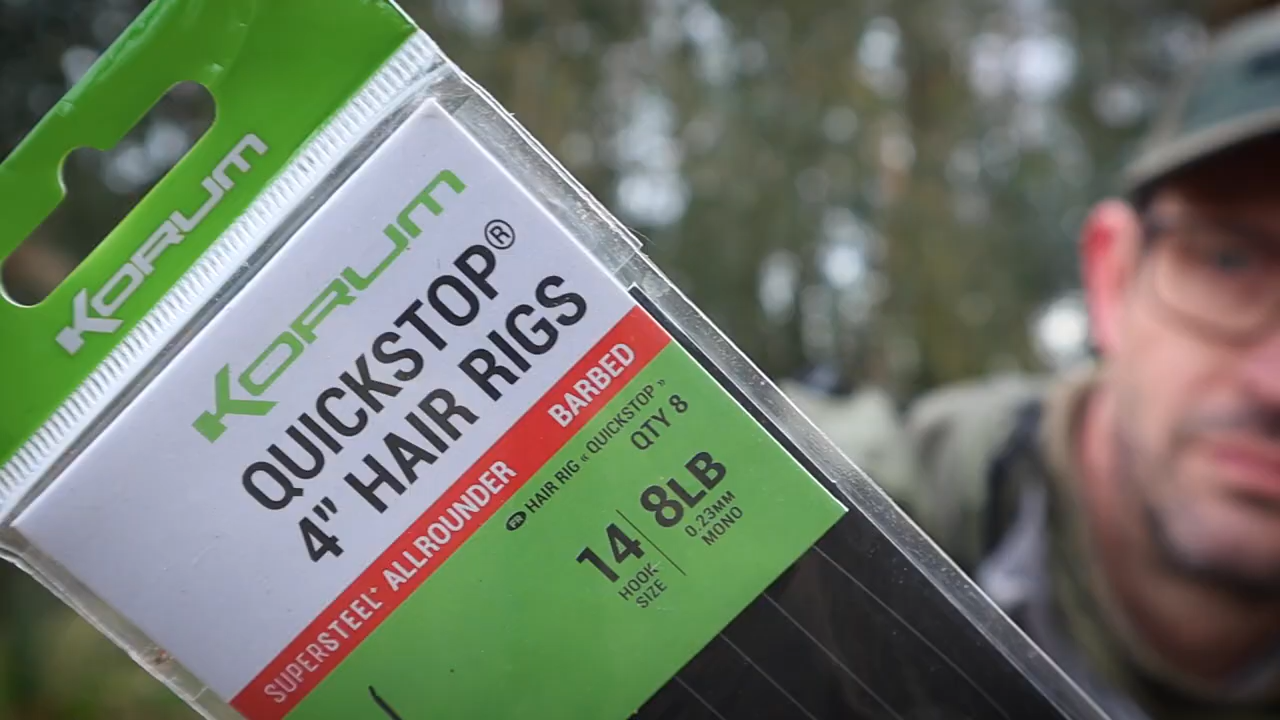 KORUM
KORUM
QUICKSTOP®
4" HAIR RIGS
SUPERSTEEL+ ALLROUNDER BARBED
FR HAIR RIG « QUICKSTOP »
QTY 8
14 8LB
HOOK SIZE
0.23MM MONO